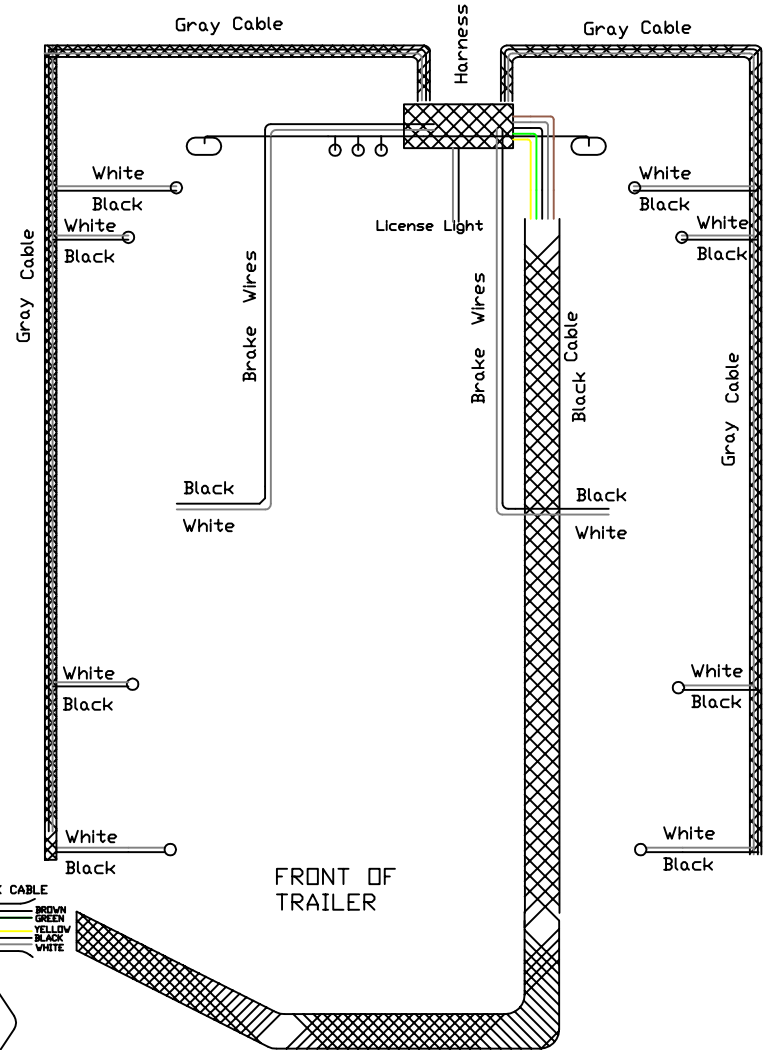 Gray Cable
Harness
Gray Cable
White
Black
White
Black
White
Black
White
Black
LIcense Light
Gray Cable
Brake Wires
Brake Wires
Black Cable
Gray Cable
Black
White
Black
White
White
Black
White
Black
White
Black
White
Black
FRONT OF
TRAILER
CABLE
BROWN
GREEN
YELLOW
BLACK
WHITE